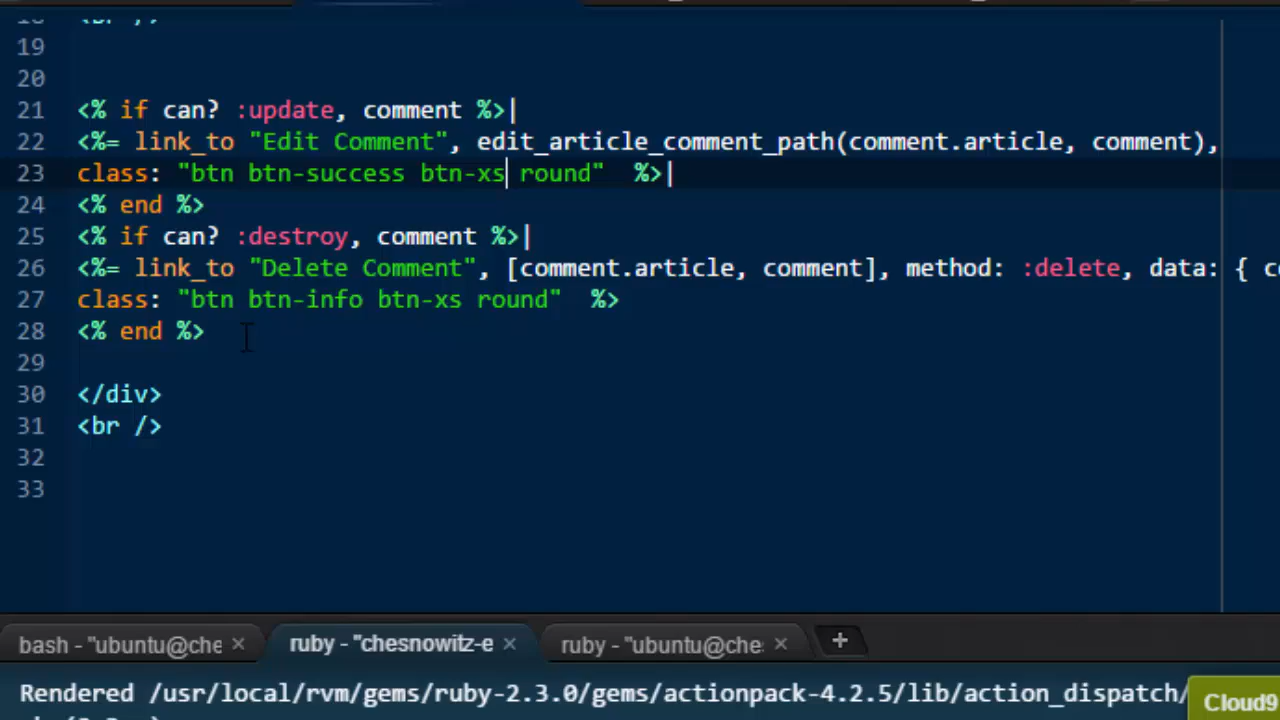 18 <br />
19
20
21 <% if can? :update, comment %>|
22 <%= link_to "Edit Comment", edit_article_comment_path(comment.article, comment),
23 class: "btn btn-success btn-xs round"  %>|
24 <% end %>
25 <% if can? :destroy, comment %>|
26 <%= link_to "Delete Comment", [comment.article, comment], method: :delete, data: { co
27 class: "btn btn-info btn-xs round"  %>
28 <% end %>
29
30 </div>
31 <br />
32
33
bash - "ubuntu@che × ruby - "chesnowitz-e × ruby - "ubuntu@che: × +
Rendered /usr/local/rvm/gems/ruby-2.3.0/gems/actionpack-4.2.5/lib/action_dispatch/
Cloud9